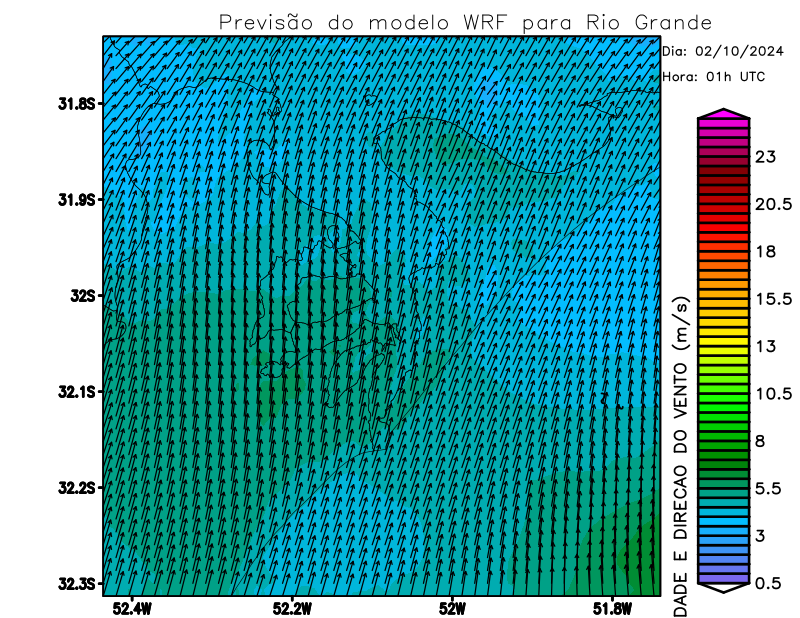 Previsão do modelo WRF para Rio Grande
Dia: 02/10/2024
Hora: 01h UTC
31.8S
31.9S
32S
32.1S
32.2S
32.3S
52.4W
52.2W
52W
51.8W
23
20.5
18
15.5
13
10.5
8
5.5
3
0.5
DADE E DIRECAO DO VENTO (m/s)